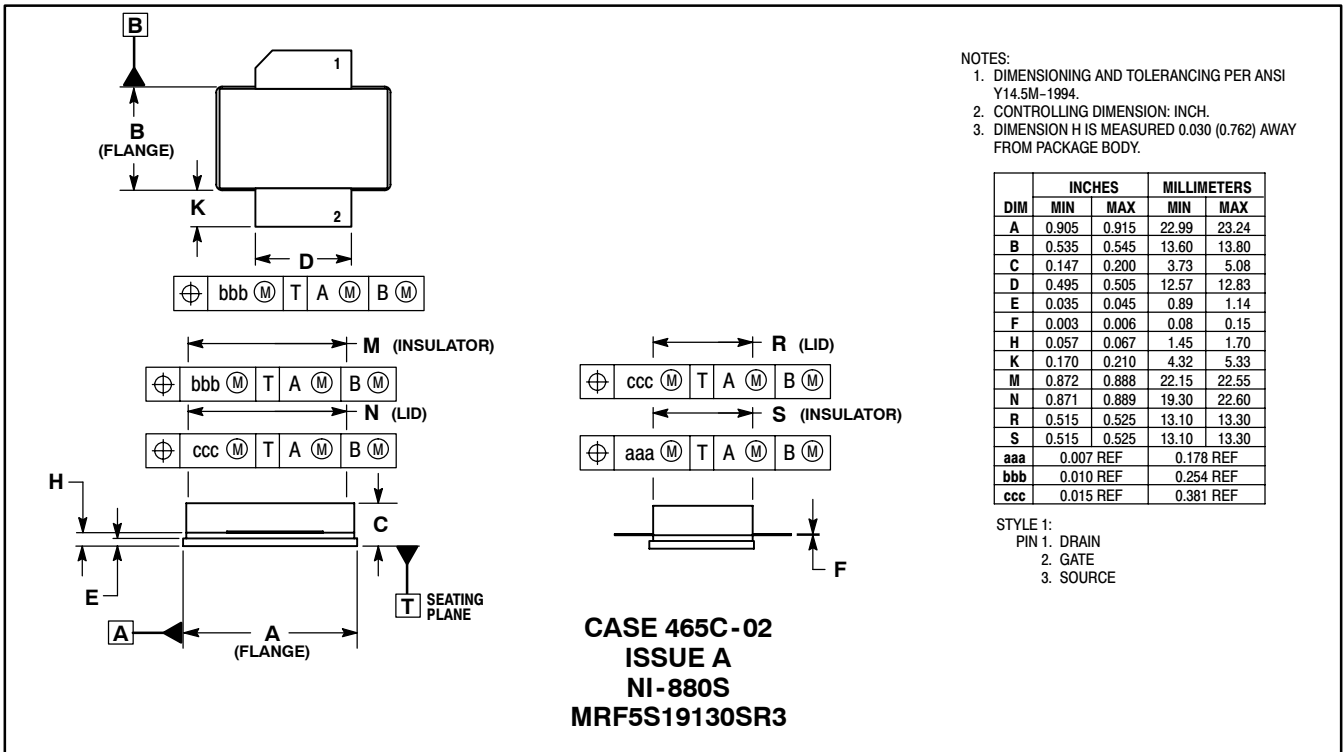 B
1
B
(FLANGE)
K
2
D
bbb Ⓜ T A Ⓜ B Ⓜ
M (INSULATOR)
bbb Ⓜ T A Ⓜ B Ⓜ
N (LID)
ccc Ⓜ T A Ⓜ B Ⓜ
H
C
E
T SEATING
PLANE
A
A
(FLANGE)
R (LID)
ccc Ⓜ T A Ⓜ B Ⓜ
S (INSULATOR)
aaa Ⓜ T A Ⓜ B Ⓜ
F
CASE 465C-02
ISSUE A
NI-880S
MRF5S19130SR3
NOTES:
1. DIMENSIONING AND TOLERANCING PER ANSI
Y14.5M-1994.
2. CONTROLLING DIMENSION: INCH.
3. DIMENSION H IS MEASURED 0.030 (0.762) AWAY
FROM PACKAGE BODY.
INCHES MILLIMETERS
DIM MIN MAX MIN MAX
A 0.905 0.915 22.99 23.24
B 0.535 0.545 13.60 13.80
C 0.147 0.200 3.73 5.08
D 0.495 0.505 12.57 12.83
E 0.035 0.045 0.89 1.14
F 0.003 0.006 0.08 0.15
H 0.057 0.067 1.45 1.70
K 0.170 0.210 4.32 5.33
M 0.872 0.888 22.15 22.55
N 0.871 0.889 19.30 22.60
R 0.515 0.525 13.10 13.30
S 0.515 0.525 13.10 13.30
aaa 0.007 REF 0.178 REF
bbb 0.010 REF 0.254 REF
ccc 0.015 REF 0.381 REF
STYLE 1:
PIN 1. DRAIN
2. GATE
3. SOURCE